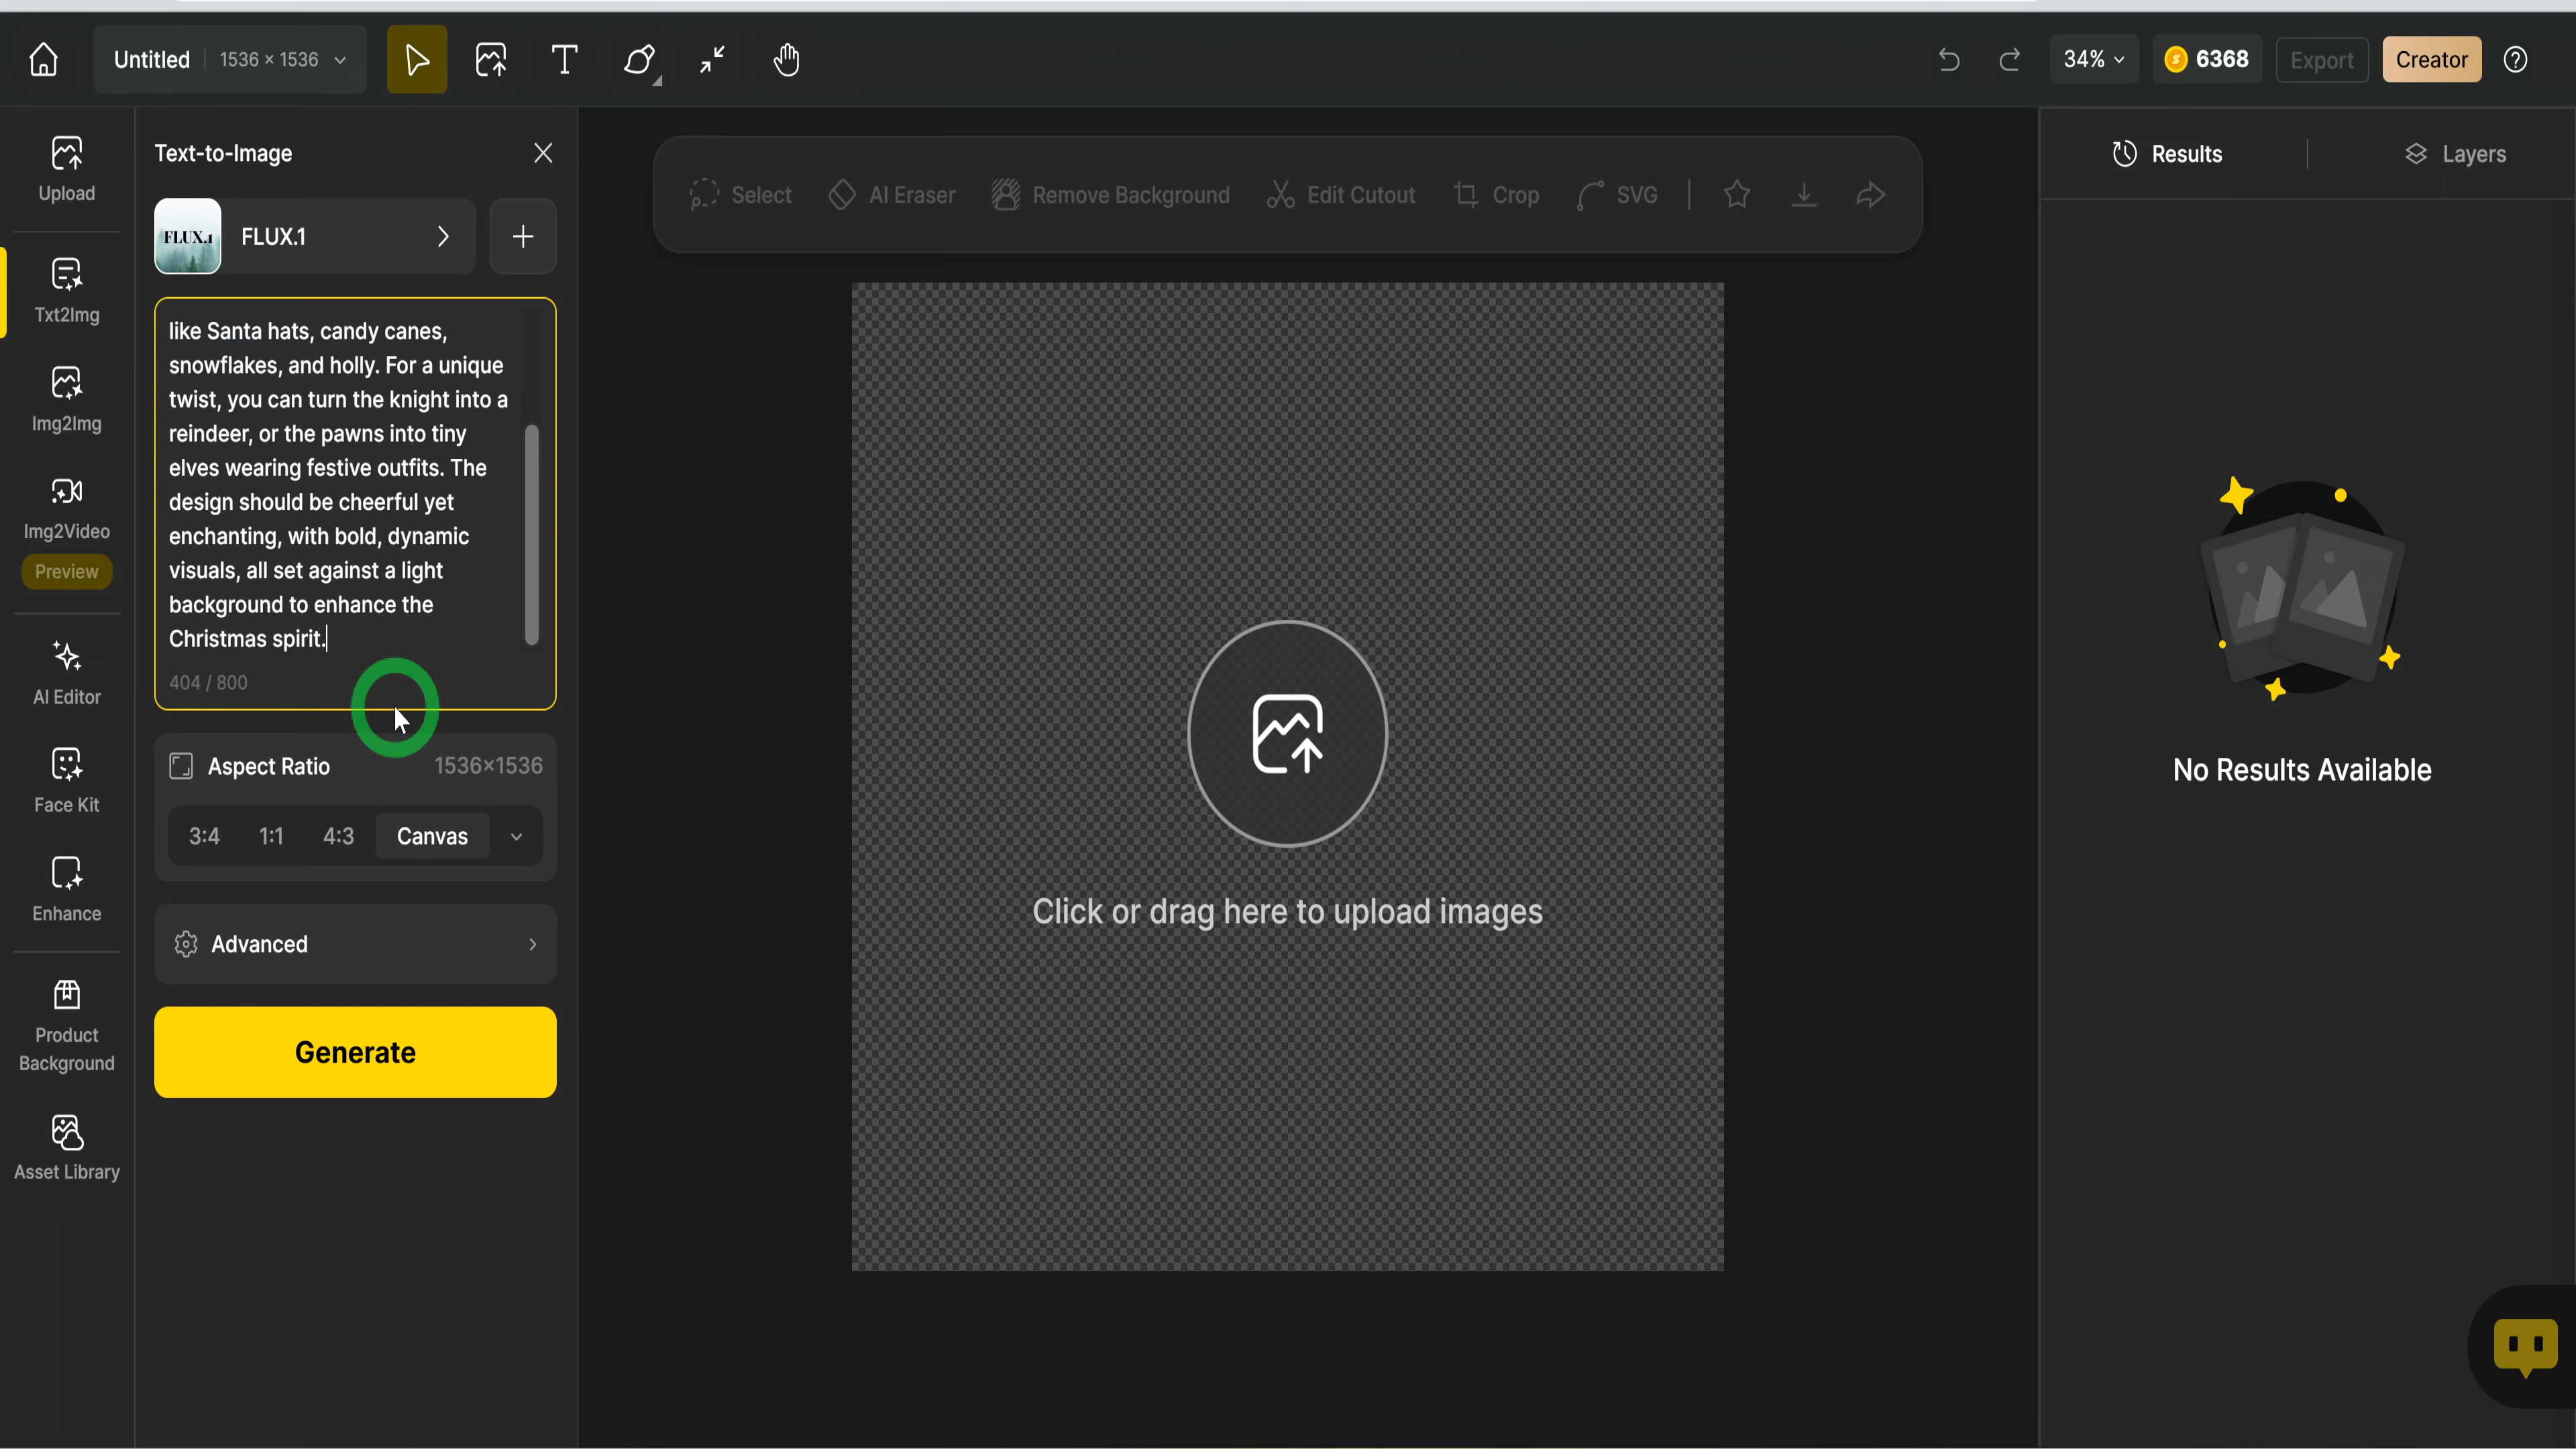 Untitled
1536 × 1536
34%
6368
Export
Creator
Upload
Txt2Img
Img2Img
Img2Video
Preview
AI Editor
Face Kit
Enhance
Product
Background
Asset Library
Text-to-Image
FLUX.1
FLUX.1
like Santa hats, candy canes,
snowflakes, and holly. For a unique
twist, you can turn the knight into a
reindeer, or the pawns into tiny
elves wearing festive outfits. The
design should be cheerful yet
enchanting, with bold, dynamic
visuals, all set against a light
background to enhance the
Christmas spirit.
404 / 800
Aspect Ratio
1536×1536
3:4
1:1
4:3
Canvas
Advanced
Generate
Select
AI Eraser
Remove Background
Edit Cutout
Crop
SVG
Click or drag here to upload images
Results
Layers
No Results Available